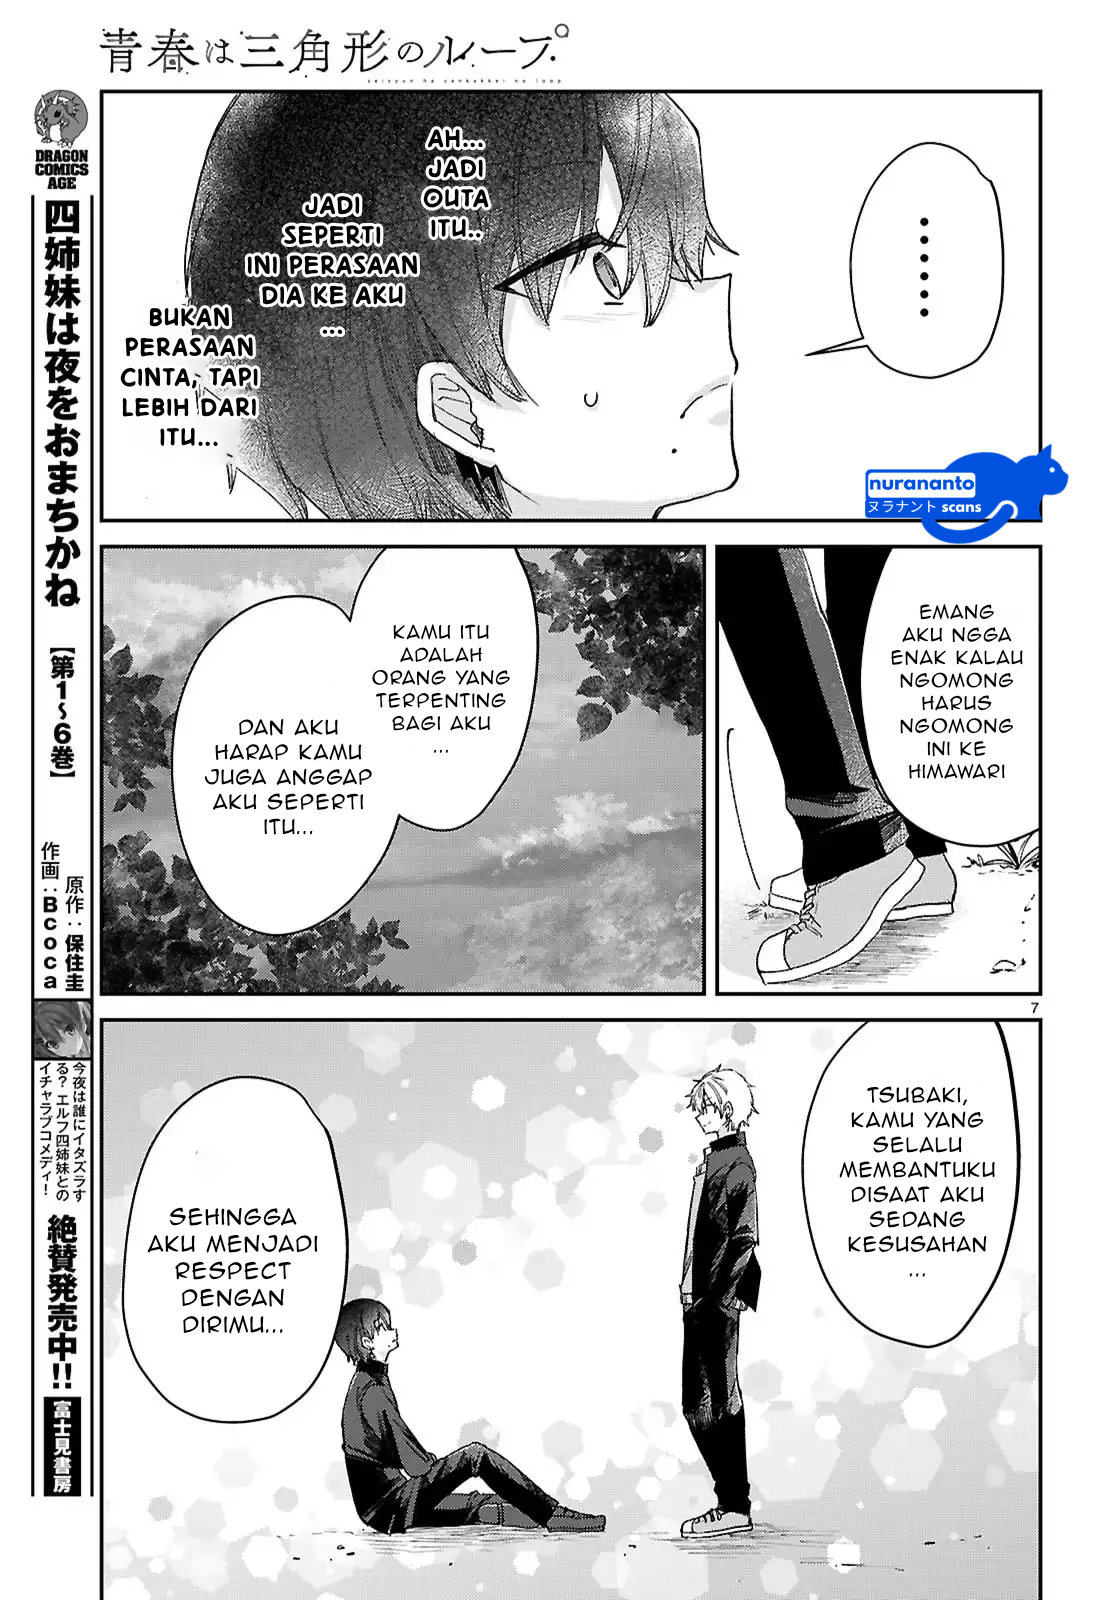 青春は三角形のループ
seisyun ha sankakkei no loop
DRAGON
COMICS
AGE
四姉妹は夜をおまちかね
【第1〜6巻】
原作：保住圭
作画：Bcoca
今夜は誰にイタズラす
る？エルフ四姉妹との
イチャラブコメディ！
絶賛発売中!!
富士見書房
......
AH...
JADI
OUTA
ITU..
JADI
SEPERTI
INI PERASAAN
DIA KE AKU
...
BUKAN
PERASAAN
CINTA, TAPI
LEBIH DARI
ITU...
nurananto
ヌラナント scans
EMANG
AKU NGGA
ENAK KALAU
NGOMONG
HARUS
NGOMONG
INI KE
HIMAWARI
KAMU ITU
ADALAH
ORANG YANG
TERPENTING
BAGI AKU
...
DAN AKU
HARAP KAMU
JUGA ANGGAP
AKU SEPERTI
ITU...
7
TSUBAKI,
KAMU YANG
SELALU
MEMBANTUKU
DISAAT AKU
SEDANG
KESUSAHAN
...
SEHINGGA
AKU MENJADI
RESPECT
DENGAN
DIRIMU...